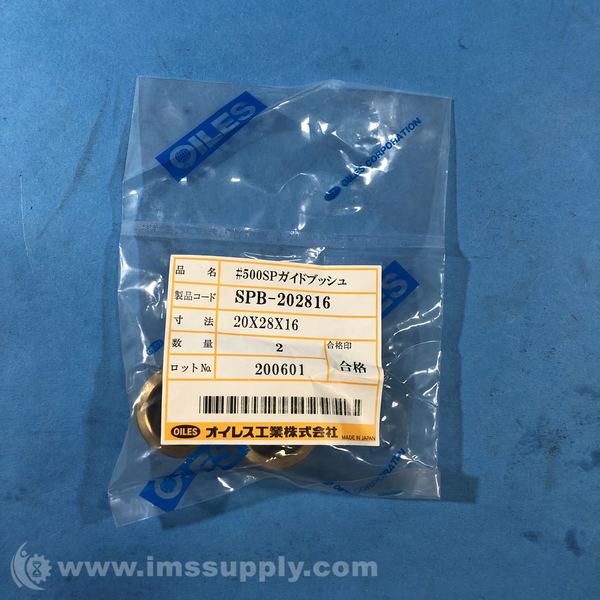 OILES
OILES CORPORATION
品 名 #500SPガイドブッシュ
製品コード SPB-202816
寸 法 20X28X16
数 量 2 合格印
ロット No. 200601 合格
OILES オイレス工業株式会社 MADE IN JAPAN
OILES
www.imssupply.com